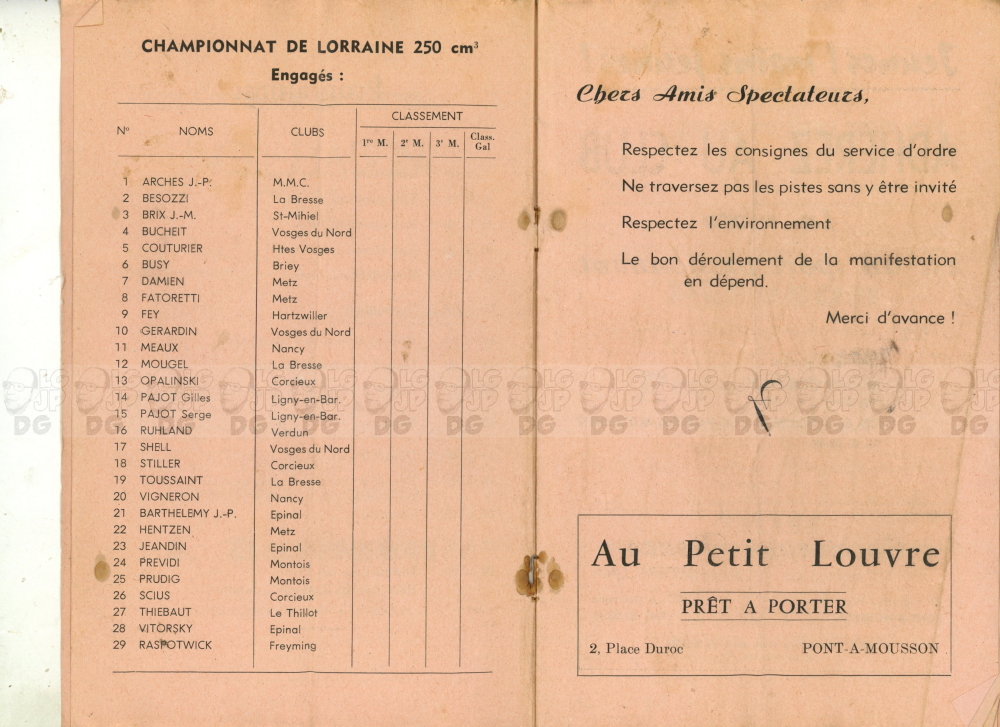 CHAMPIONNAT DE LORRAINE 250 cm³
Engagés :
CLASSEMENT
N° NOMS CLUBS 1re M. 2e M. 3e M. Class. Gal
1 ARCHES J.-P. M.M.C.
2 BESOZZI La Bresse
3 BRIX J.-M. St-Mihiel
4 BUCHEIT Vosges du Nord
5 COUTURIER Htes Vosges
6 BUSY Briey
7 DAMIEN Metz
8 FATORETTI Metz
9 FEY Hartzwiller
10 GERARDIN Vosges du Nord
11 MEAUX Nancy
12 MOUGEL La Bresse
13 OPALINSKI Corcieux
14 PAJOT Gilles Ligny-en-Bar.
15 PAJOT Serge Ligny-en-Bar.
16 RUHLAND Verdun
17 SHELL Vosges du Nord
18 STILLER Corcieux
19 TOUSSAINT La Bresse
20 VIGNERON Nancy
21 BARTHELEMY J.-P. Epinal
22 HENTZEN Metz
23 JEANDIN Epinal
24 PREVIDI Montois
25 PRUDIG Montois
26 SCIUS Corcieux
27 THIEBAUT Le Thillot
28 VITORSKY Epinal
29 RASPOTWICK Freyming
Chers Amis Spectateurs,
Respectez les consignes du service d'ordre
Ne traversez pas les pistes sans y être invité
Respectez l'environnement
Le bon déroulement de la manifestation
en dépend.
Merci d'avance !
Au Petit Louvre
PRÊT A PORTER
2, Place Duroc PONT-A-MOUSSON